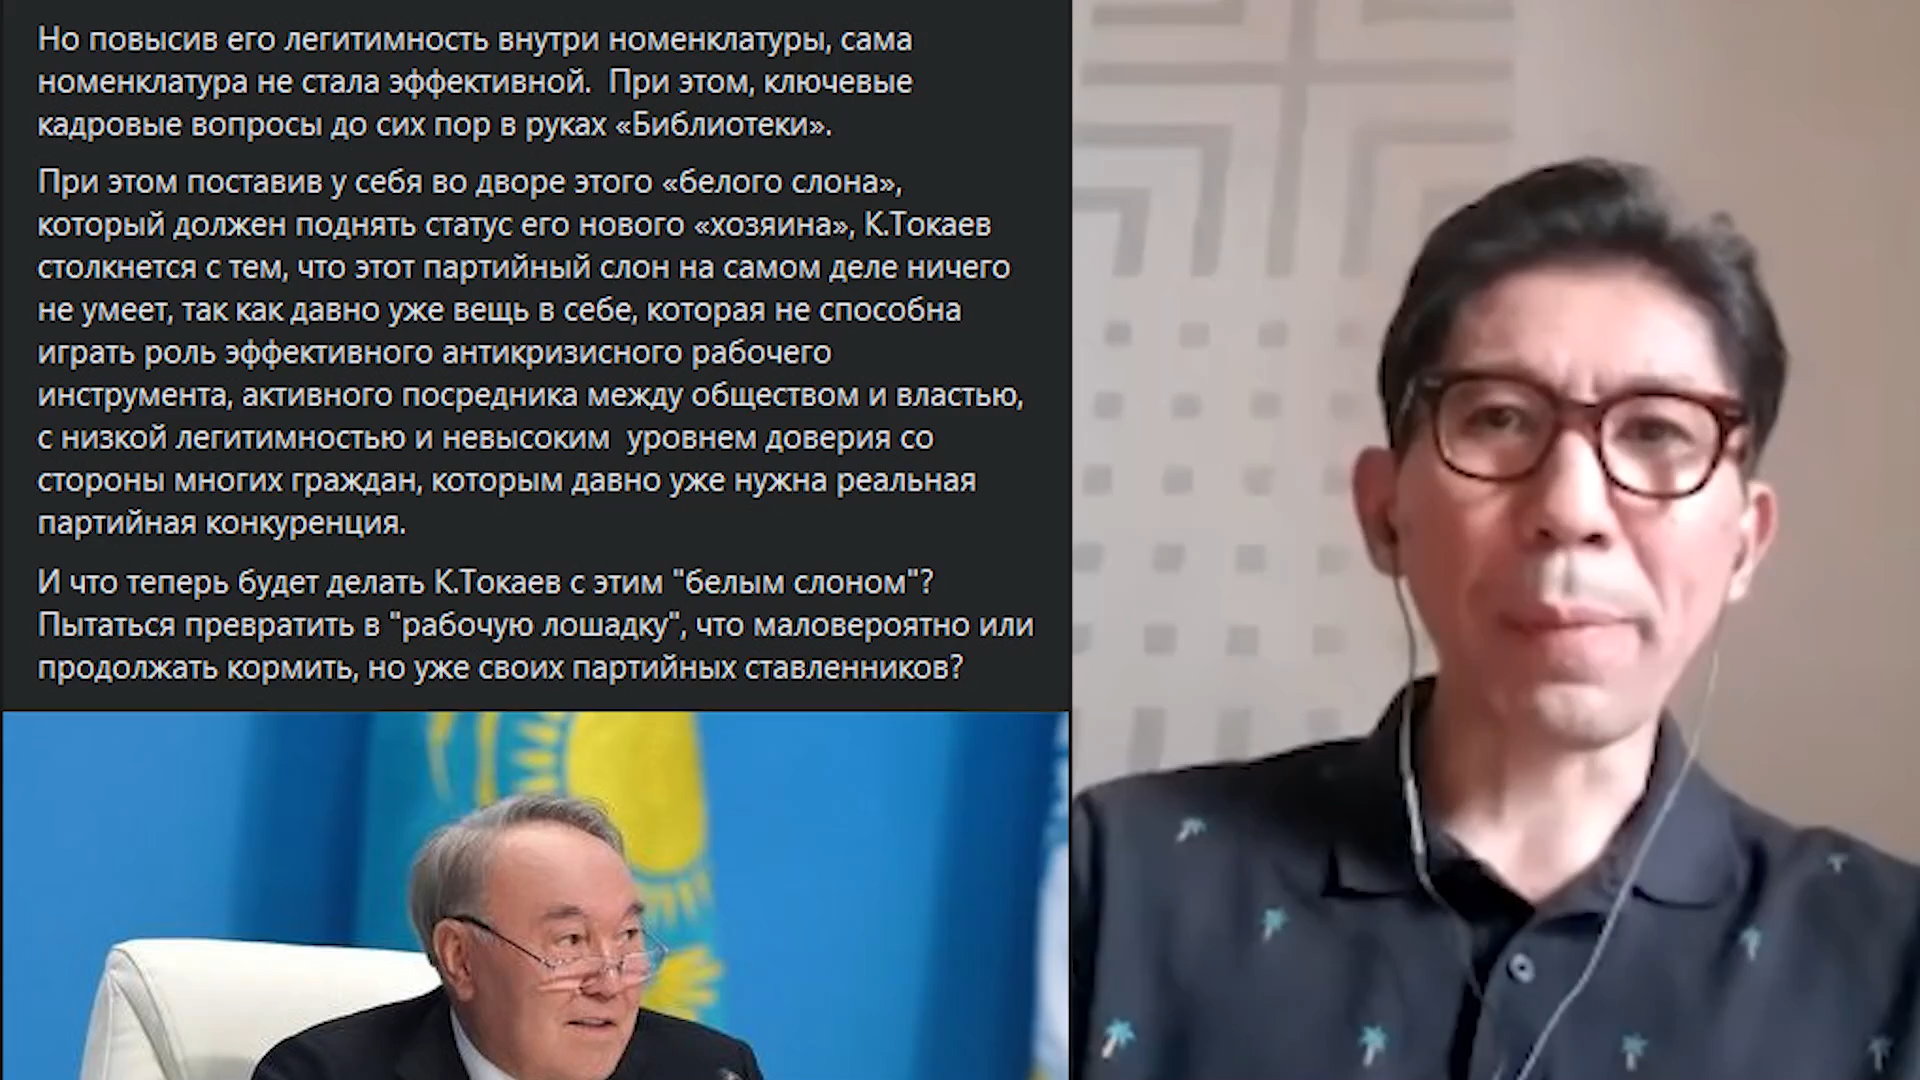 Но повысив его легитимность внутри номенклатуры, сама
номенклатура не стала эффективной.  При этом, ключевые
кадровые вопросы до сих пор в руках «Библиотеки».
При этом поставив у себя во дворе этого «белого слона»,
который должен поднять статус его нового «хозяина», К.Токаев
столкнется с тем, что этот партийный слон на самом деле ничего
не умеет, так как давно уже вещь в себе, которая не способна
играть роль эффективного антикризисного рабочего
инструмента, активного посредника между обществом и властью,
с низкой легитимностью и невысоким  уровнем доверия со
стороны многих граждан, которым давно уже нужна реальная
партийная конкуренция.
И что теперь будет делать К.Токаев с этим "белым слоном"?
Пытаться превратить в "рабочую лошадку", что маловероятно или
продолжать кормить, но уже своих партийных ставленников?